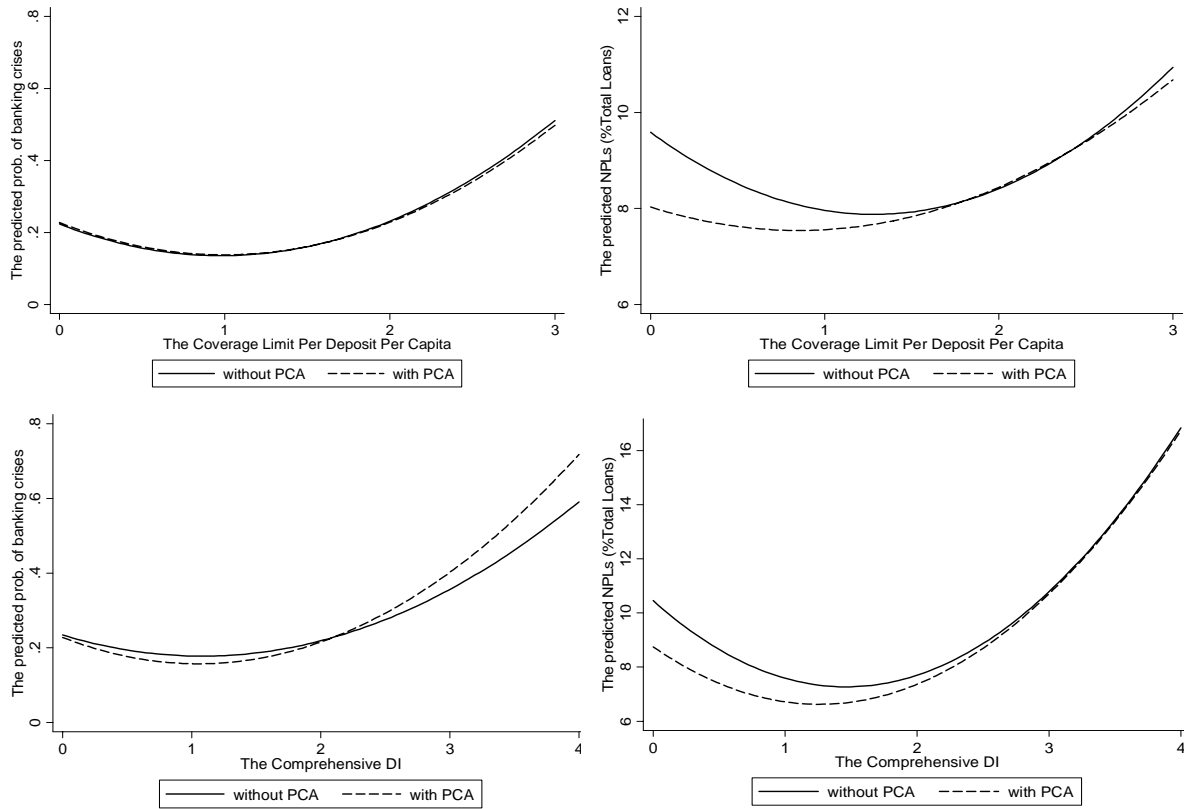 The predicted prob. of banking crises
0 .2 .4 .6 .8
0 1 2 3
The Coverage Limit Per Deposit Per Capita
without PCA with PCA
The predicted NPLs (%Total Loans)
6 8 10 12
0 1 2 3
The Coverage Limit Per Deposit Per Capita
without PCA with PCA
The predicted prob. of banking crises
0 .2 .4 .6 .8
0 1 2 3 4
The Comprehensive DI
without PCA with PCA
The predicted NPLs (%Total Loans)
6 8 10 12 14 16
0 1 2 3 4
The Comprehensive DI
without PCA with PCA